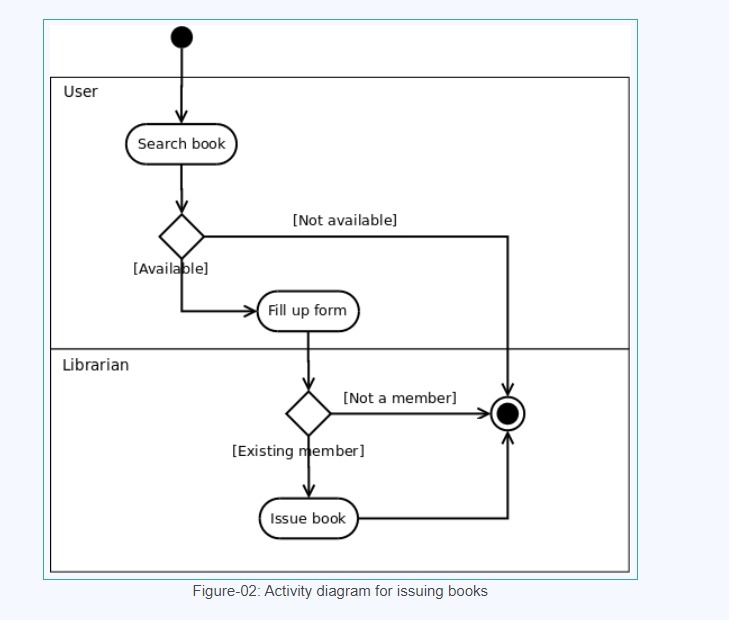 User
Search book
[Not available]
[Available]
Fill up form
Librarian
[Not a member]
[Existing member]
Issue book
Figure-02: Activity diagram for issuing books